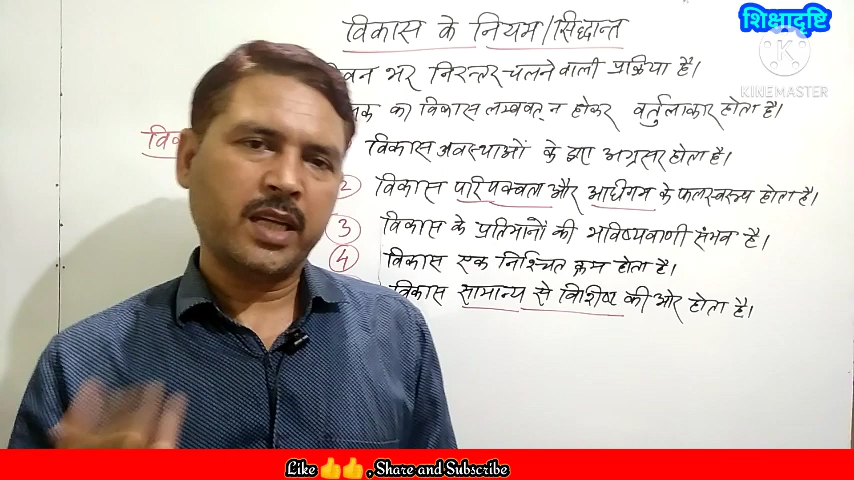 शिक्षादृष्टि
KINEMASTER
विकास के नियम/सिद्धान्त
वन भर निरन्तर चलने वाली प्रक्रिया है।
का विकास लम्बवत् न होकर वर्तुलाकार होता है।
विकास अवस्थाओं के द्वारा अग्रसर होता है।
2 विकास परिपक्वता और अधिगम के फलस्वरूप होता है।
3 विकास के प्रतिमानों की भविष्यवाणी संभव है।
4 विकास एक निश्चित क्रम होता है।
विकास सामान्य से विशिष्ट की ओर होता है।
Like 👍👍, Share and Subscribe